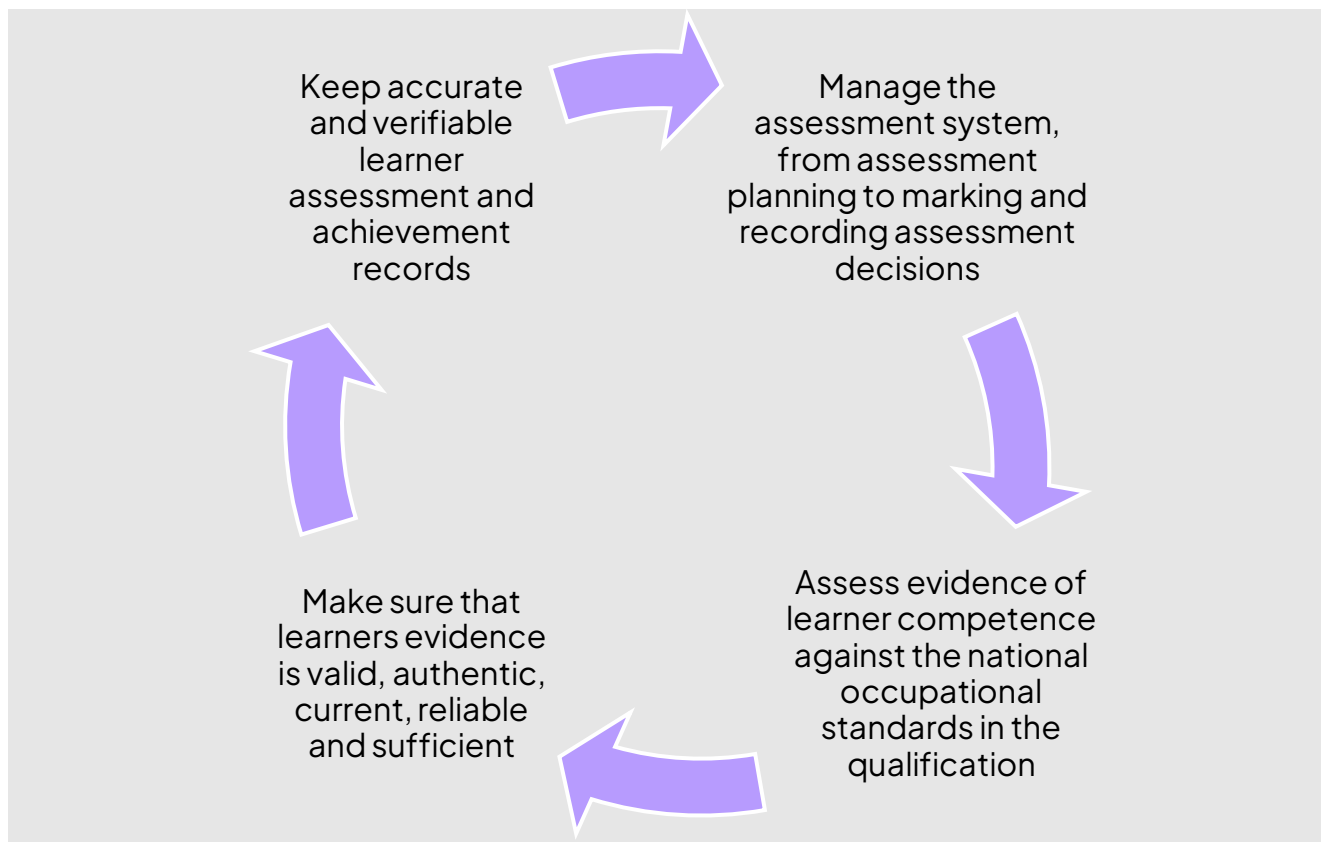 Keep accurate
and verifiable
learner
assessment and
achievement
records
Manage the
assessment system,
from assessment
planning to marking and
recording assessment
decisions
Assess evidence of
learner competence
against the national
occupational
standards in the
qualification
Make sure that
learners evidence
is valid, authentic,
current, reliable
and sufficient